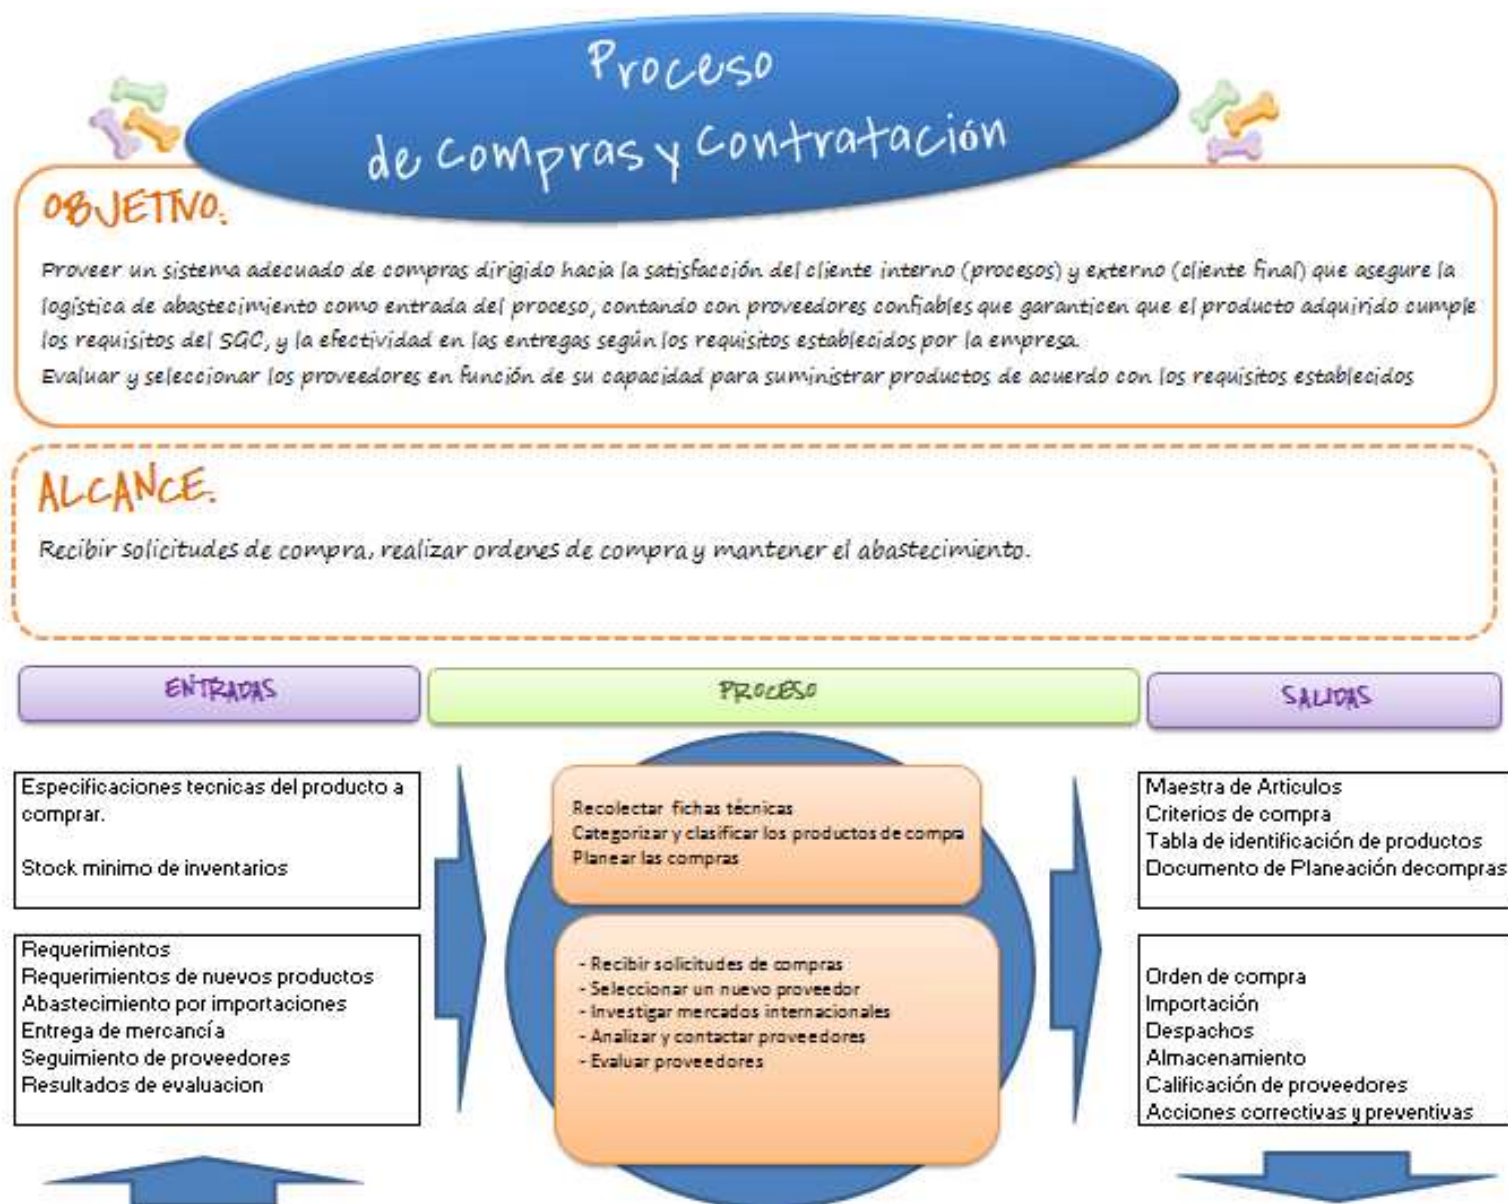 Proceso
de Compras y Contratación
OBJETIVO.
Proveer un sistema adecuado de compras dirigido hacia la satisfacción del cliente interno (procesos) y externo (cliente final) que asegure la
logística de abastecimiento como entrada del proceso, contando con proveedores confiables que garanticen que el producto adquirido cumple
los requisitos del SGC, y la efectividad en las entregas según los requisitos establecidos por la empresa.
Evaluar y seleccionar los proveedores en función de su capacidad para suministrar productos de acuerdo con los requisitos establecidos
ALCANCE.
Recibir solicitudes de compra, realizar ordenes de compra y mantener el abastecimiento.
ENTRADAS
PROCESO
SALIDAS
Especificaciones tecnicas del producto a
comprar.
Stock minimo de inventarios
Recolectar fichas técnicas
Categorizar y clasificar los productos de compra
Planear las compras
Maestra de Articulos
Criterios de compra
Tabla de identificación de productos
Documento de Planeación decompras
Requerimientos
Requerimientos de nuevos productos
Abastecimiento por importaciones
Entrega de mercancía
Seguimiento de proveedores
Resultados de evaluacion
- Recibir solicitudes de compras
- Seleccionar un nuevo proveedor
- Investigar mercados internacionales
- Analizar y contactar proveedores
- Evaluar proveedores
Orden de compra
Importación
Despachos
Almacenamiento
Calificación de proveedores
Acciones correctivas y preventivas